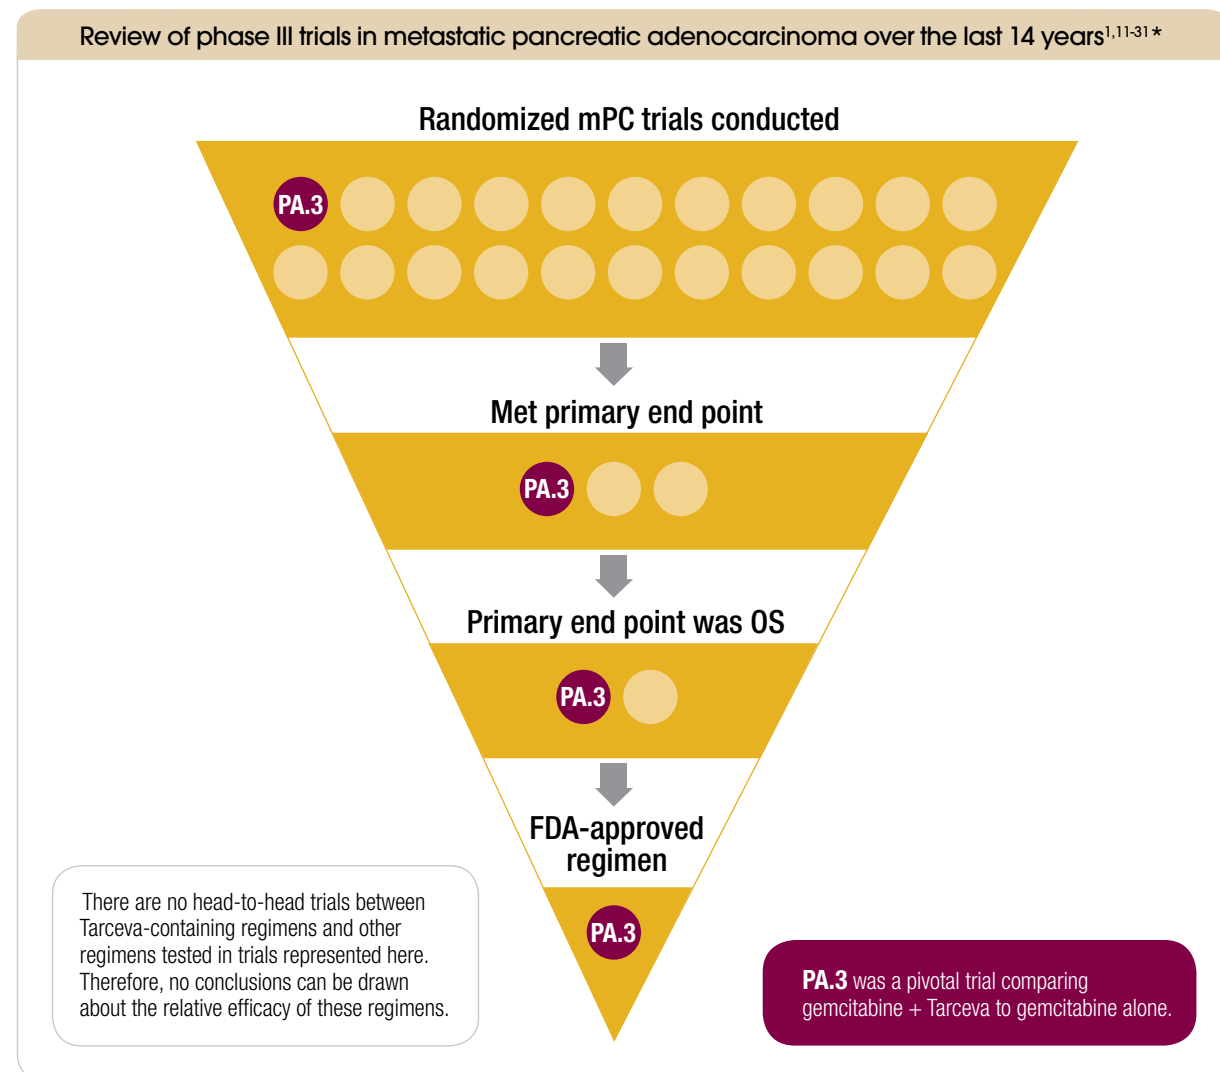 Review of phase III trials in metastatic pancreatic adenocarcinoma over the last 14 years1,11-31*
Randomized mPC trials conducted
PA.3
Met primary end point
PA.3
Primary end point was OS
PA.3
FDA-approved
regimen
PA.3
There are no head-to-head trials between
Tarceva-containing regimens and other
regimens tested in trials represented here.
Therefore, no conclusions can be drawn
about the relative efficacy of these regimens.
PA.3 was a pivotal trial comparing
gemcitabine + Tarceva to gemcitabine alone.